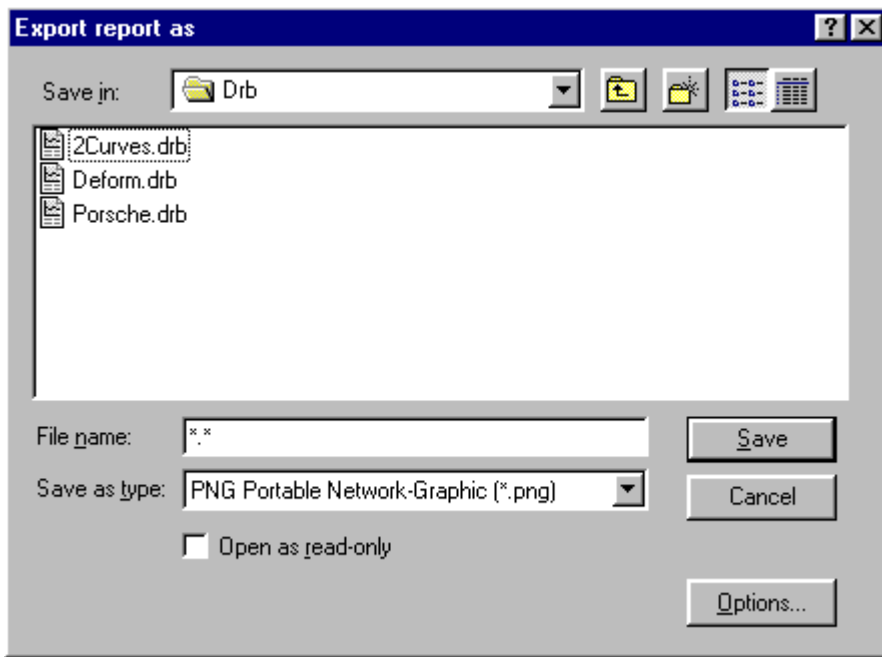 Export report as
Save in: Drb
2Curves.drb
Deform.drb
Porsche.drb
File name: *.* Save
Save as type: PNG Portable Network-Graphic (*.png) Cancel
Open as read-only
Options...